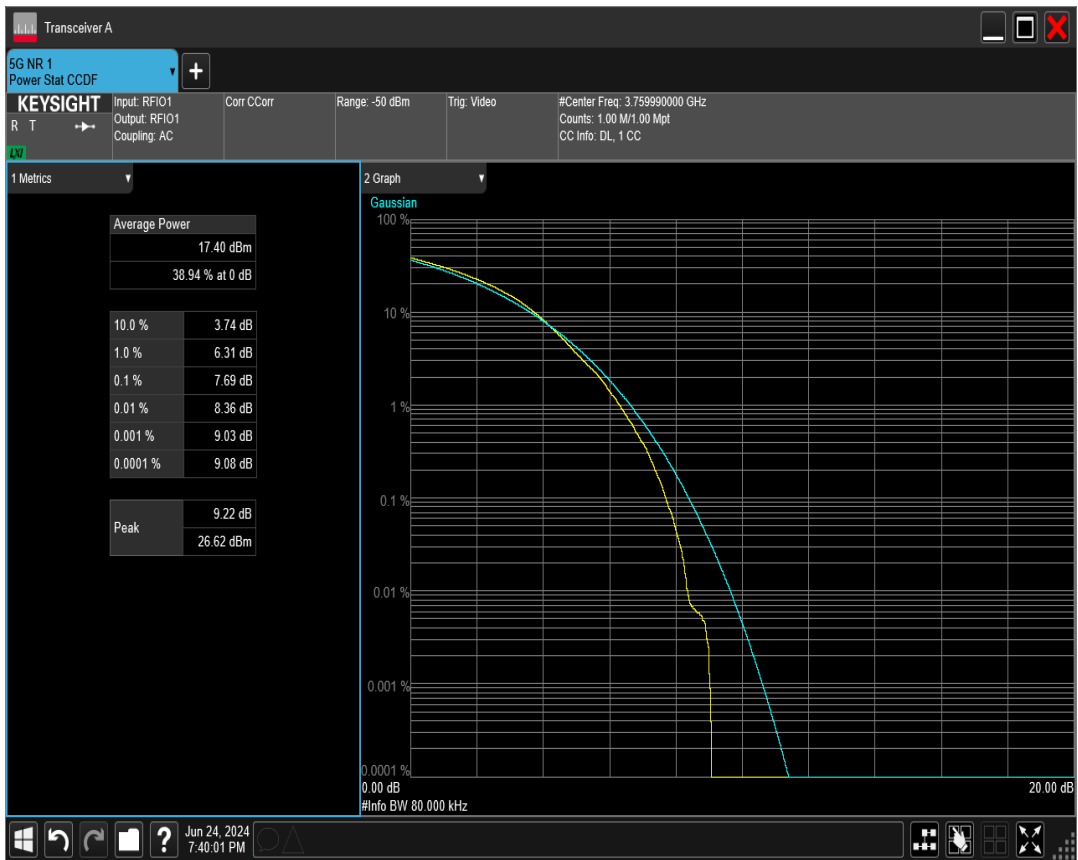 Transceiver A
5G NR 1
Power Stat CCDF
+
KEYSIGHT
R T
LXI
Input: RFIO1
Output: RFIO1
Coupling: AC
Corr CCorr
Range: -50 dBm
Trig: Video
#Center Freq: 3.759990000 GHz
Counts: 1.00 M/1.00 Mpt
CC Info: DL, 1 CC
1 Metrics
Average Power
17.40 dBm
38.94 % at 0 dB
10.0 % 3.74 dB
1.0 % 6.31 dB
0.1 % 7.69 dB
0.01 % 8.36 dB
0.001 % 9.03 dB
0.0001 % 9.08 dB
Peak 9.22 dB
26.62 dBm
2 Graph
Gaussian
100 %
10 %
1 %
0.1 %
0.01 %
0.001 %
0.0001 %
0.00 dB 20.00 dB
#Info BW 80.000 kHz
?
Jun 24, 2024
7:40:01 PM